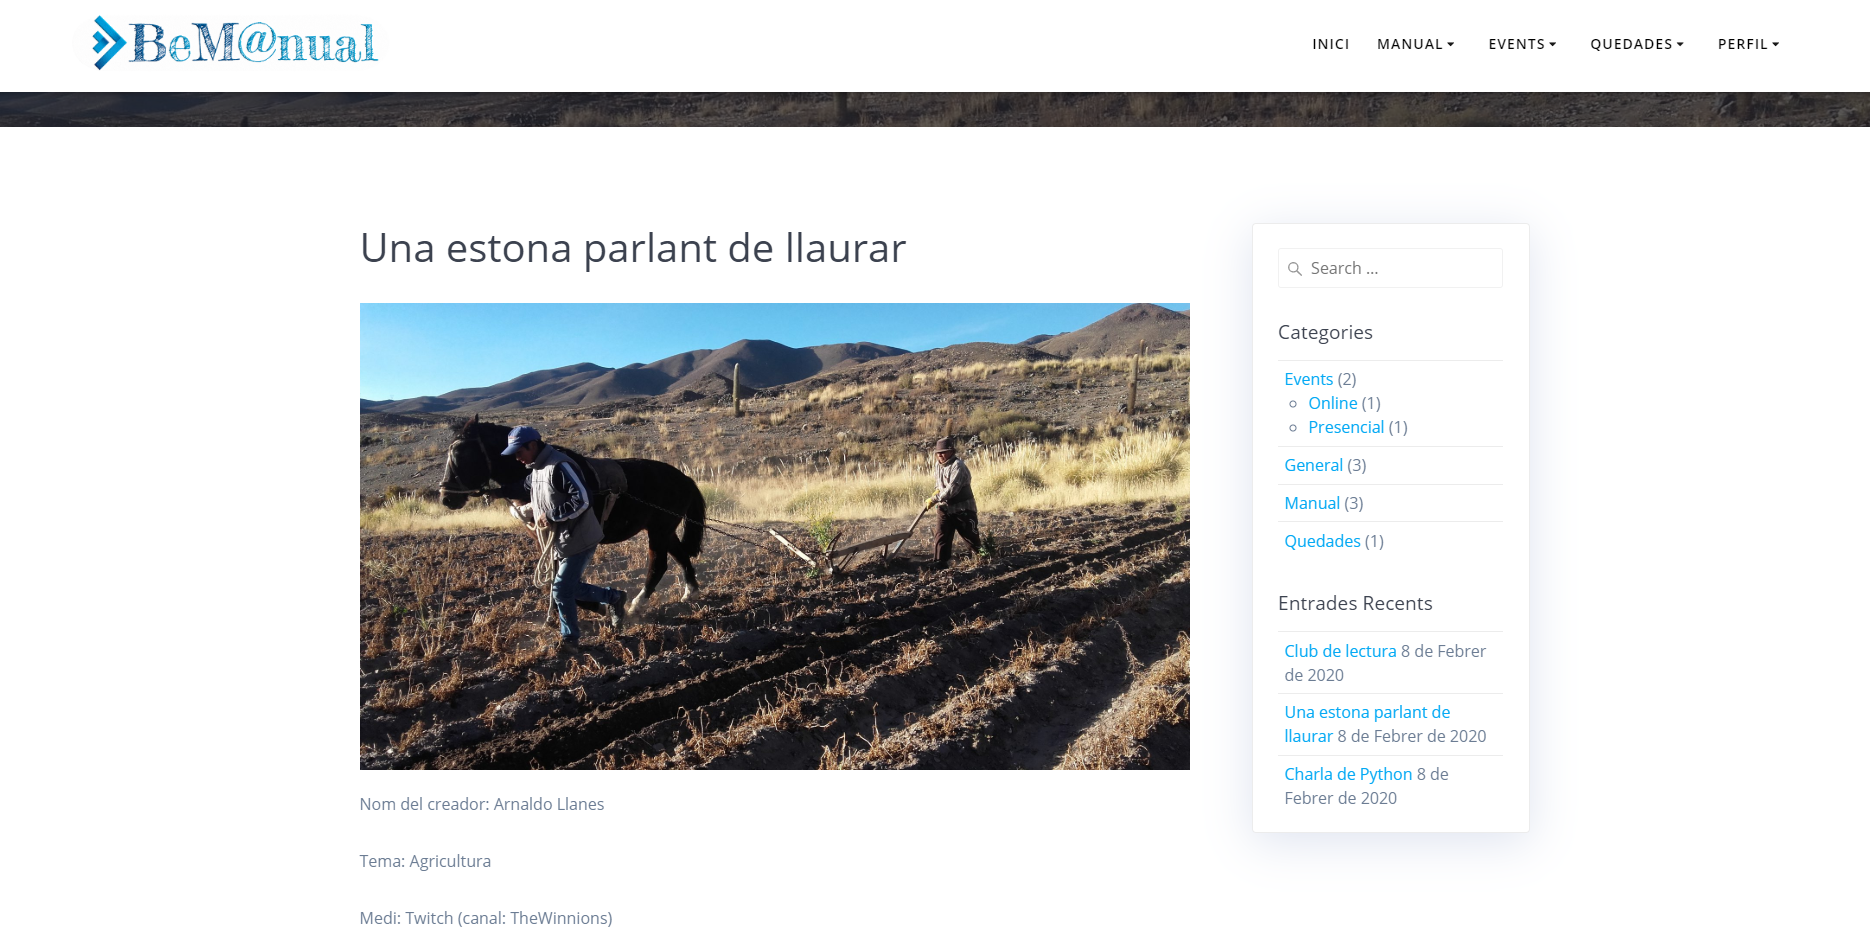 BeM@nual
INICI
MANUAL
EVENTS
QUEDADES
PERFIL
Una estona parlant de llaurar
Nom del creador: Arnaldo Llanes
Tema: Agricultura
Medi: Twitch (canal: TheWinnions)
Search ...
Categories
Events (2)
Online (1)
Presencial (1)
General (3)
Manual (3)
Quedades (1)
Entrades Recents
Club de lectura 8 de Febrer
de 2020
Una estona parlant de
llaurar 8 de Febrer de 2020
Charla de Python 8 de
Febrer de 2020